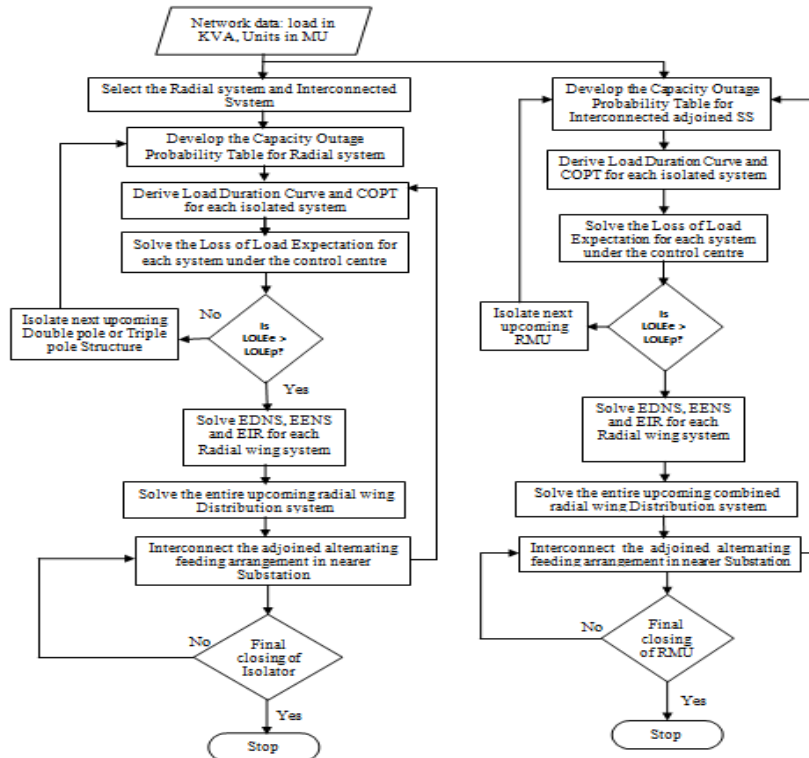 Network data: load in
KVA, Units in MU
Select the Radial system and Interconnected
System
Develop the Capacity Outage
Probability Table for Radial system
Derive Load Duration Curve and COPT
for each isolated system
Solve the Loss of Load Expectation for
each system under the control centre
No
Isolate next upcoming
Double pole or Triple
pole Structure
Is
LOLEe >
LOLEp?
Yes
Solve EDNS, EENS
and EIR for each
Radial wing system
Solve the entire upcoming radial wing
Distribution system
Interconnect the adjoined alternating
feeding arrangement in nearer
Substation
No
Final
closing of
Isolator
Yes
Stop
Develop the Capacity Outage
Probability Table for
Interconnected adjoined SS
Derive Load Duration Curve and
COPT for each isolated system
Solve the Loss of Load
Expectation for each system
under the control centre
Isolate next
upcoming
RMU
Is
LOLEe >
LOLEp?
Solve EDNS, EENS
and EIR for each
Radial wing system
Solve the entire upcoming combined
radial wing Distribution system
Interconnect the adjoined alternating
feeding arrangement in nearer Substation
No
Final
closing
of RMU
Yes
Stop